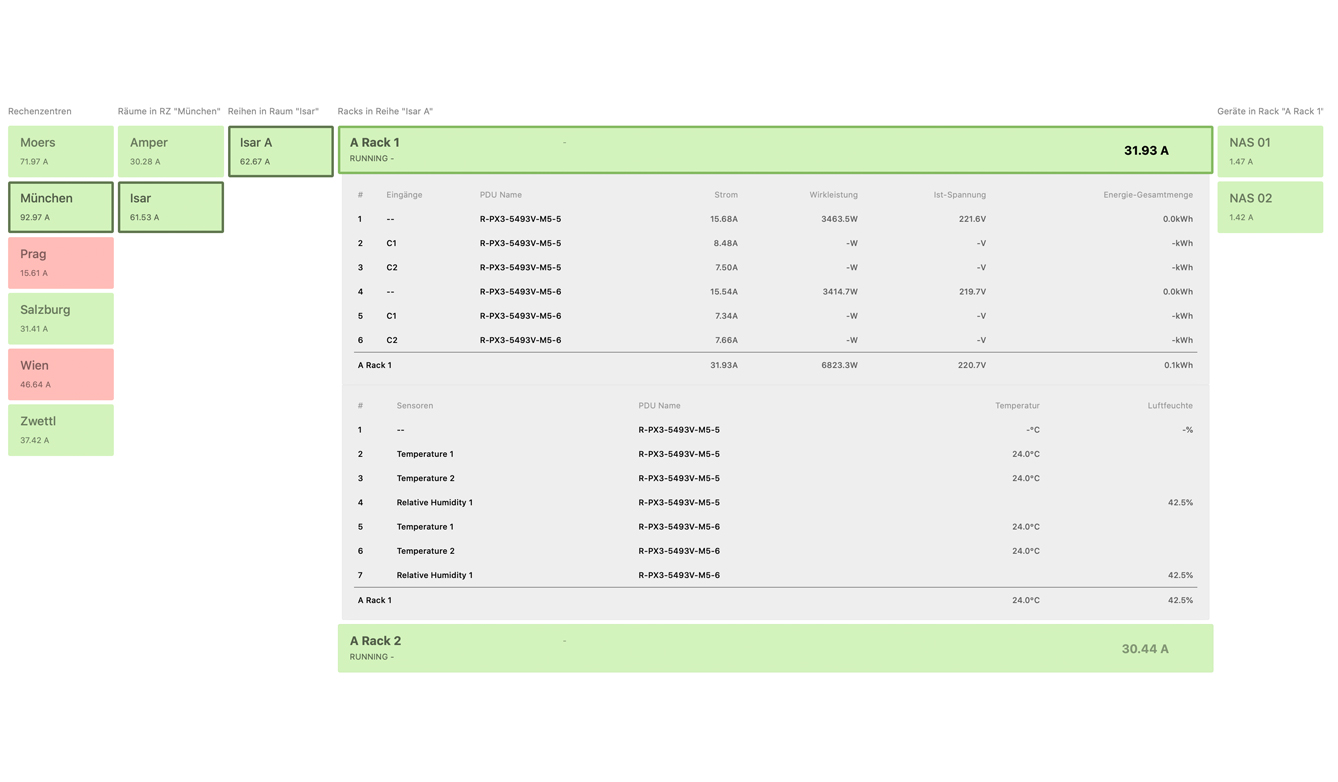 Rechenzentren
Räume in RZ "München"
Reihen in Raum "Isar"
Racks in Reihe "Isar A"
Geräte in Rack "A Rack 1"
Moers
71.97 A
München
92.97 A
Prag
15.61 A
Salzburg
31.41 A
Wien
46.64 A
Zwettl
37.42 A
Amper
30.28 A
Isar
61.53 A
Isar A
62.67 A
A Rack 1 -
RUNNING -
31.93 A
# Eingänge PDU Name Strom Wirkleistung Ist-Spannung Energie-Gesamtmenge
1 -- R-PX3-5493V-M5-5 15.68A 3463.5W 221.6V 0.0kWh
2 C1 R-PX3-5493V-M5-5 8.48A -W -V -kWh
3 C2 R-PX3-5493V-M5-5 7.50A -W -V -kWh
4 -- R-PX3-5493V-M5-6 15.54A 3414.7W 219.7V 0.0kWh
5 C1 R-PX3-5493V-M5-6 7.34A -W -V -kWh
6 C2 R-PX3-5493V-M5-6 7.66A -W -V -kWh
A Rack 1 31.93A 6823.3W 220.7V 0.1kWh
# Sensoren PDU Name Temperatur Luftfeuchte
1 -- R-PX3-5493V-M5-5 -°C -%
2 Temperature 1 R-PX3-5493V-M5-5 24.0°C
3 Temperature 2 R-PX3-5493V-M5-5 24.0°C
4 Relative Humidity 1 R-PX3-5493V-M5-5 42.5%
5 Temperature 1 R-PX3-5493V-M5-6 24.0°C
6 Temperature 2 R-PX3-5493V-M5-6 24.0°C
7 Relative Humidity 1 R-PX3-5493V-M5-6 42.5%
A Rack 1 24.0°C 42.5%
A Rack 2 -
RUNNING -
30.44 A
NAS 01
1.47 A
NAS 02
1.42 A